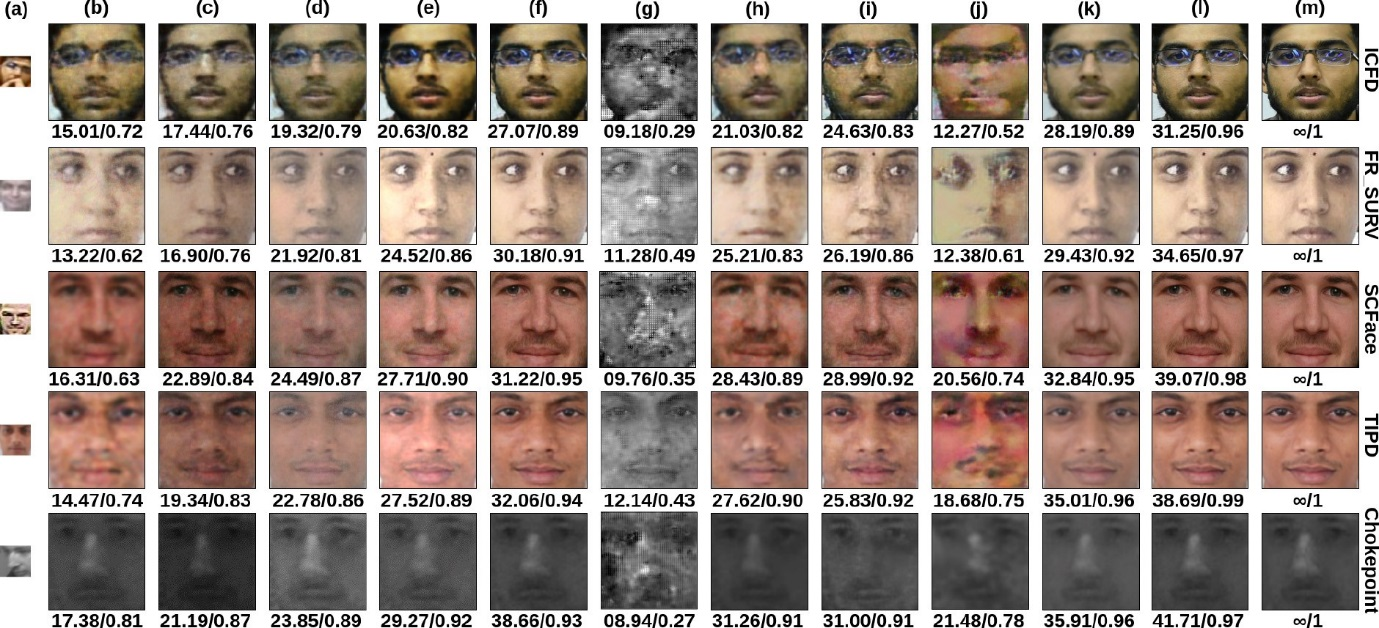 (a) (b) (c) (d) (e) (f) (g) (h) (i) (j) (k) (l) (m)
ICFD
15.01/0.72 17.44/0.76 19.32/0.79 20.63/0.82 27.07/0.89 09.18/0.29 21.03/0.82 24.63/0.83 12.27/0.52 28.19/0.89 31.25/0.96 ∞/1
FR_SURV
13.22/0.62 16.90/0.76 21.92/0.81 24.52/0.86 30.18/0.91 11.28/0.49 25.21/0.83 26.19/0.86 12.38/0.61 29.43/0.92 34.65/0.97 ∞/1
SCFace
16.31/0.63 22.89/0.84 24.49/0.87 27.71/0.90 31.22/0.95 09.76/0.35 28.43/0.89 28.99/0.92 20.56/0.74 32.84/0.95 39.07/0.98 ∞/1
TIPD
14.47/0.74 19.34/0.83 22.78/0.86 27.52/0.89 32.06/0.94 12.14/0.43 27.62/0.90 25.83/0.92 18.68/0.75 35.01/0.96 38.69/0.99 ∞/1
Chokepoint
17.38/0.81 21.19/0.87 23.85/0.89 29.27/0.92 38.66/0.93 08.94/0.27 31.26/0.91 31.00/0.91 21.48/0.78 35.91/0.96 41.71/0.97 ∞/1